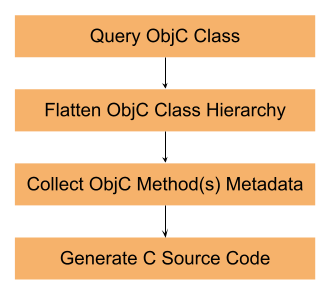 Query ObjC Class
Flatten ObjC Class Hierarchy
Collect ObjC Method(s) Metadata
Generate C Source Code